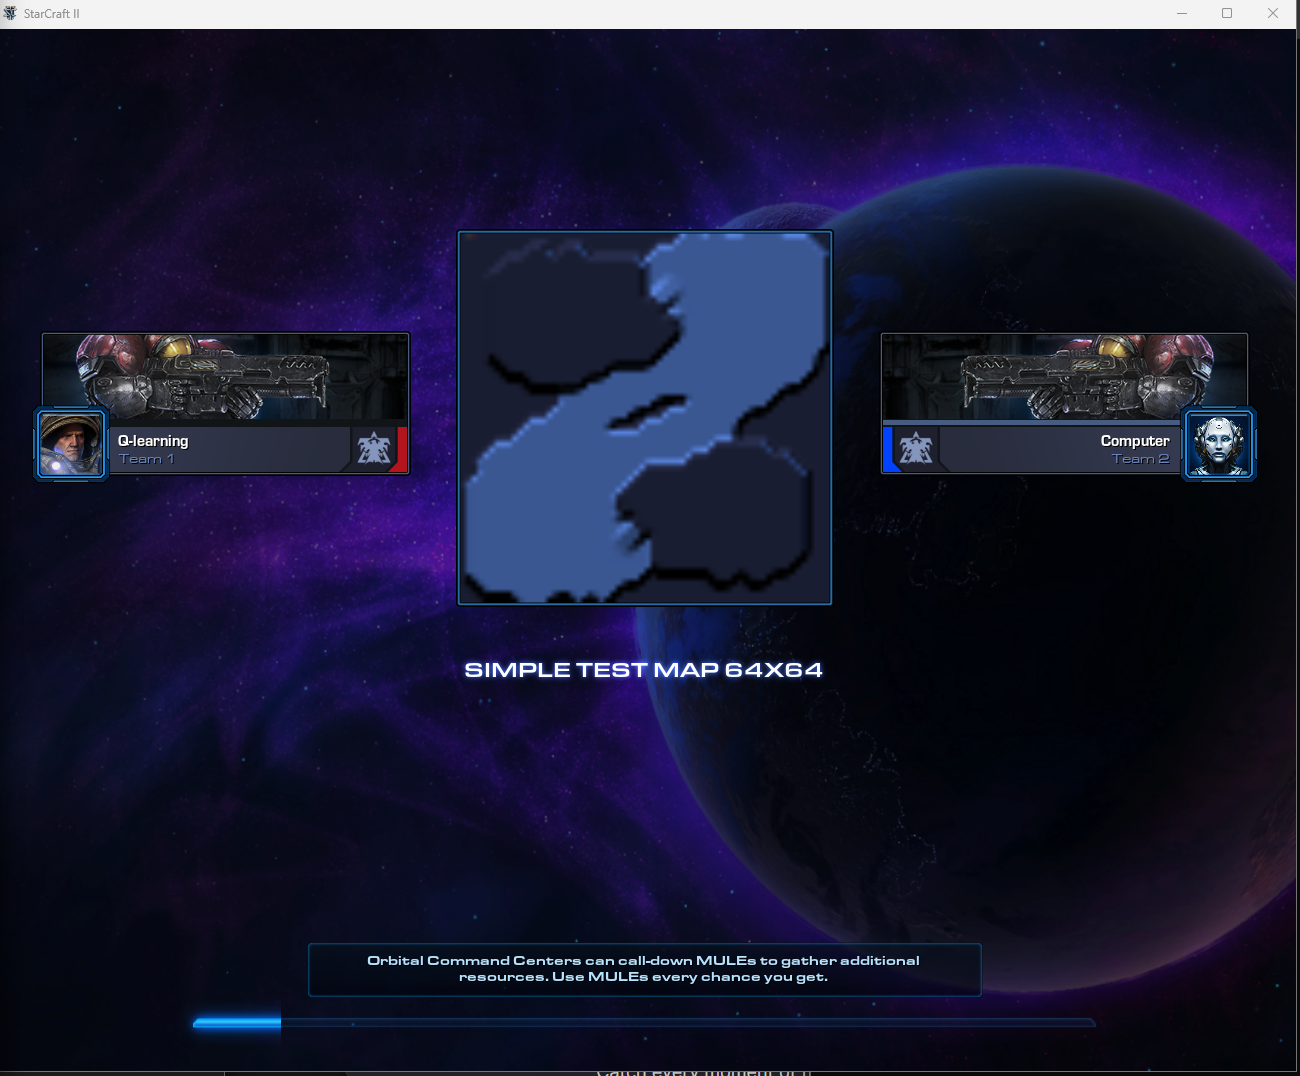 StarCraft II
Q-learning
Team 1
Computer
Team 2
SIMPLE TEST MAP 64X64
Orbital Command Centers can call-down MULEs to gather additional
resources. Use MULEs every chance you get.